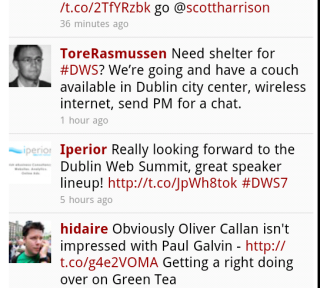 /t.co/2TfYRzbk go @scottharrison
36 minutes ago
ToreRasmussen Need shelter for
#DWS? We're going and have a couch
available in Dublin city center, wireless
internet, send PM for a chat.
1 hour ago
iperior
Iperior Really looking forward to the
Dublin Web Summit, great speaker
lineup! http://t.co/JpWh8tok #DWS7
5 hours ago
hidaire Obviously Oliver Callan isn't
impressed with Paul Galvin - http://
t.co/g4e2VOMA Getting a right doing
over on Green Tea